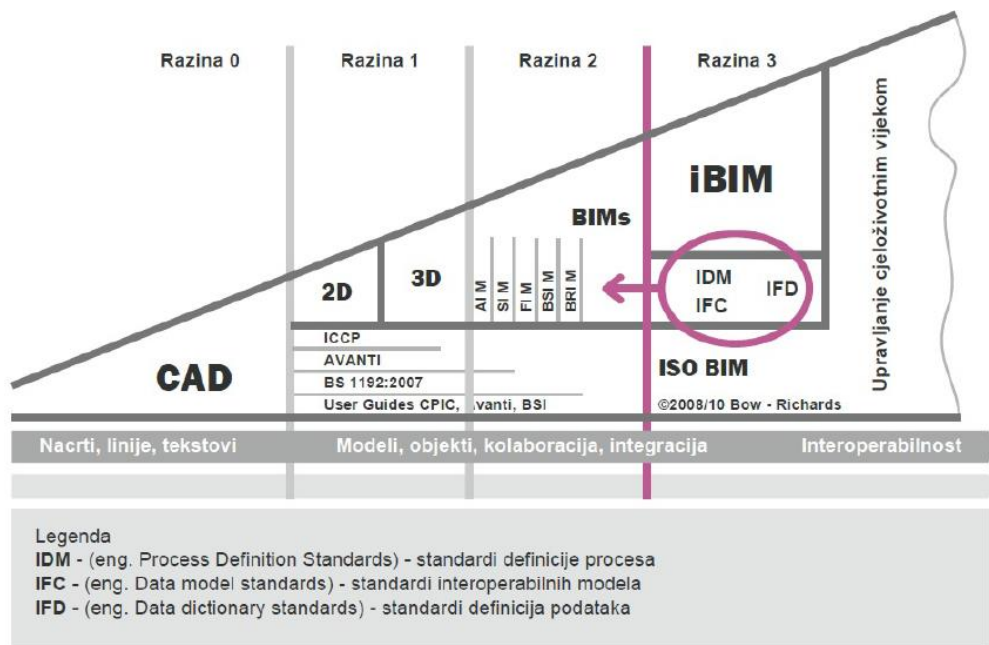 Razina 0
Razina 1
Razina 2
Razina 3
Upravljanje cjeloživotnim vijekom
iBIM
BIMs
2D
3D
AI M
SI M
FI M
BSI M
BRI M
IDM
IFD
IFC
CAD
ICCP
AVANTI
BS 1192:2007
User Guides CPIC, Avanti, BSI
ISO BIM
©2008/10 Bow - Richards
Nacrti, linije, tekstovi
Modeli, objekti, kolaboracija, integracija
Interoperabilnost
Legenda
IDM - (eng. Process Definition Standards) - standardi definicije procesa
IFC - (eng. Data model standards) - standardi interoperabilnih modela
IFD - (eng. Data dictionary standards) - standardi definicija podataka